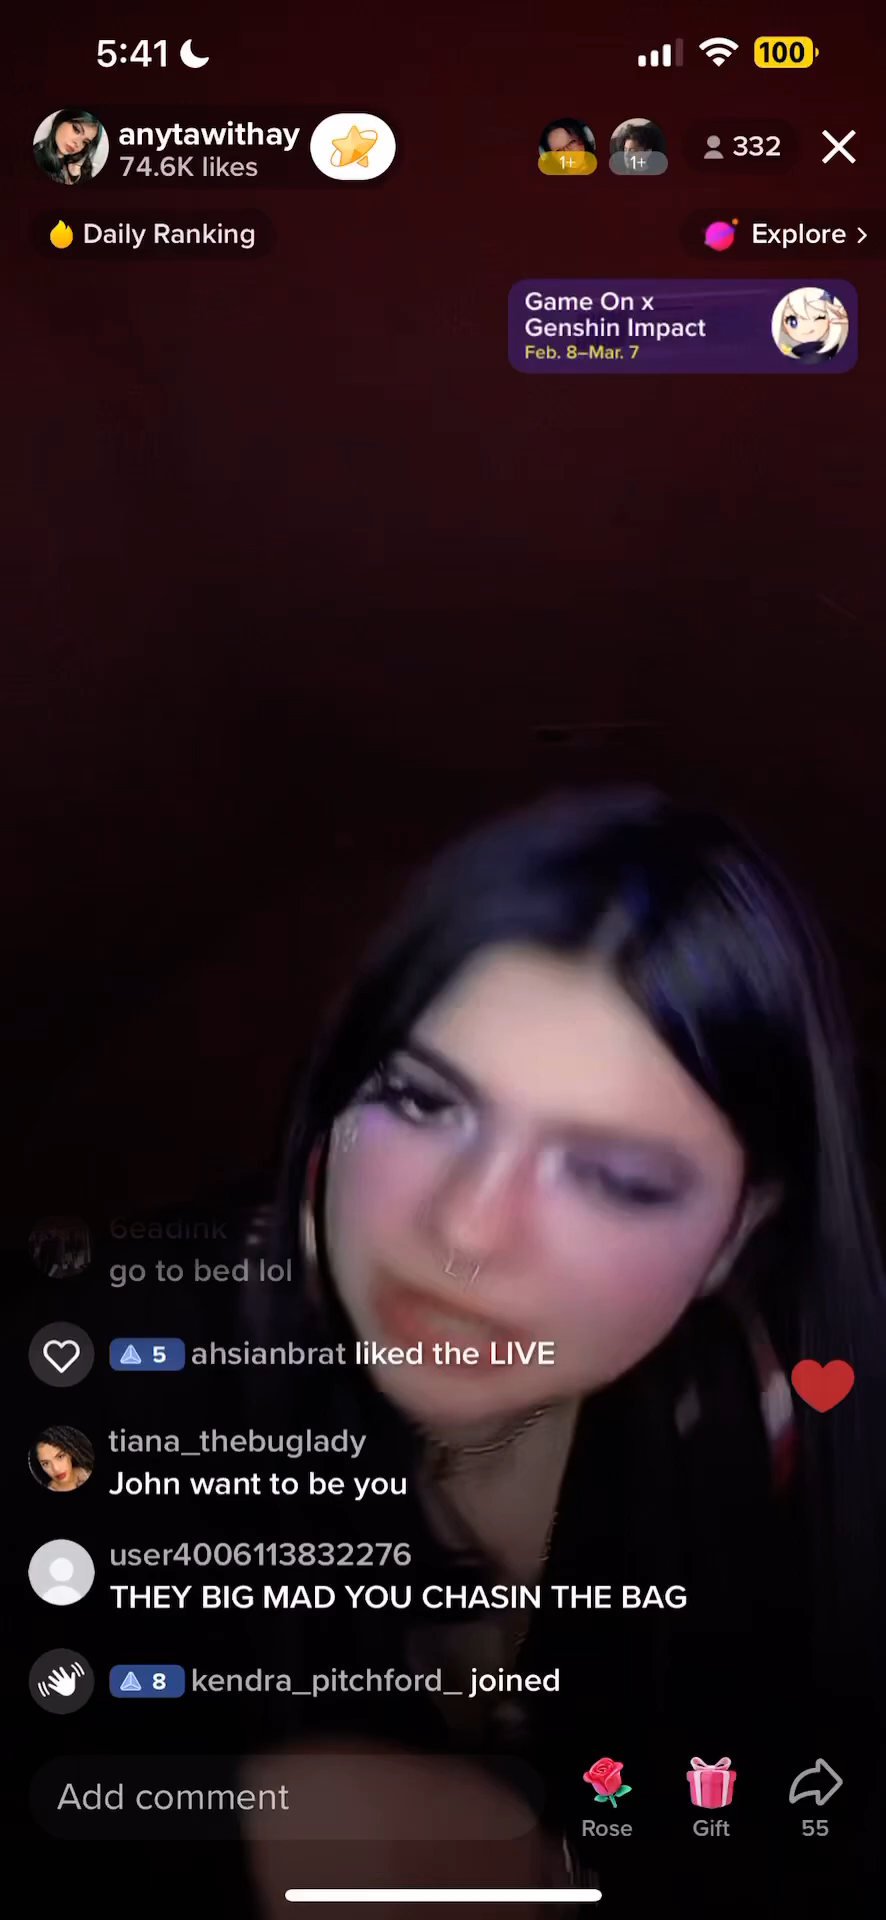 5:41
100
anytawithay
74.6K likes
1+
1+
332
Daily Ranking
Explore >
Game On x
Genshin Impact
Feb. 8–Mar. 7
6eadink
go to bed lol
5 ahsianbrat liked the LIVE
tiana_thebuglady
John want to be you
user4006113832276
THEY BIG MAD YOU CHASIN THE BAG
8 kendra_pitchford_ joined
Add comment
Rose
Gift
55